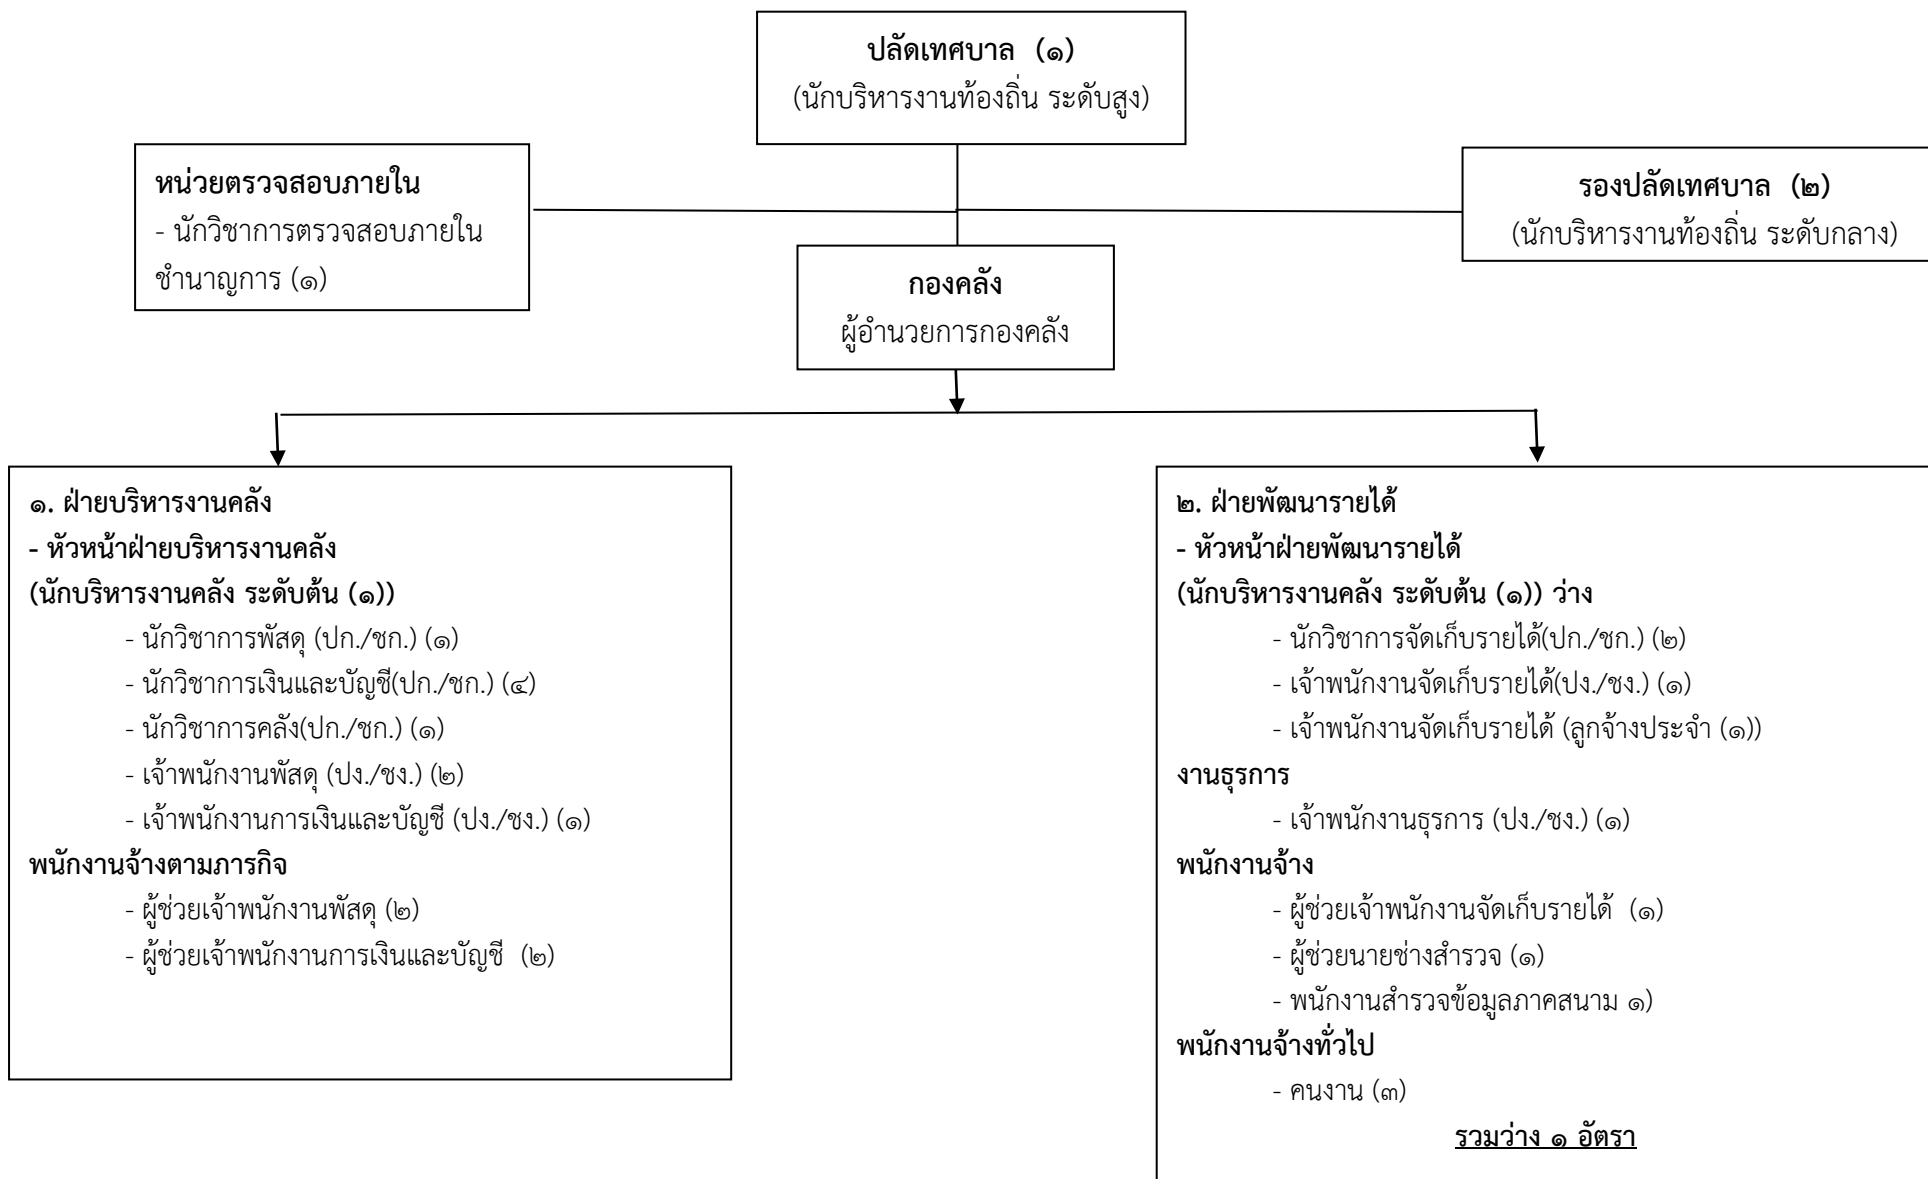 ปลัดเทศบาล (๑)
(นักบริหารงานท้องถิ่น ระดับสูง)
หน่วยตรวจสอบภายใน
- นักวิชาการตรวจสอบภายใน
ชำนาญการ (๑)
รองปลัดเทศบาล (๒)
(นักบริหารงานท้องถิ่น ระดับกลาง)
กองคลัง
ผู้อำนวยการกองคลัง
๑. ฝ่ายบริหารงานคลัง
- หัวหน้าฝ่ายบริหารงานคลัง
(นักบริหารงานคลัง ระดับต้น (๑))
- นักวิชาการพัสดุ (ปก./ชก.) (๑)
- นักวิชาการเงินและบัญชี(ปก./ชก.) (๔)
- นักวิชาการคลัง(ปก./ชก.) (๑)
- เจ้าพนักงานพัสดุ (ปง./ชง.) (๒)
- เจ้าพนักงานการเงินและบัญชี (ปง./ชง.) (๑)
พนักงานจ้างตามภารกิจ
- ผู้ช่วยเจ้าพนักงานพัสดุ (๒)
- ผู้ช่วยเจ้าพนักงานการเงินและบัญชี (๒)
๒. ฝ่ายพัฒนารายได้
- หัวหน้าฝ่ายพัฒนารายได้
(นักบริหารงานคลัง ระดับต้น (๑)) ว่าง
- นักวิชาการจัดเก็บรายได้(ปก./ชก.) (๒)
- เจ้าพนักงานจัดเก็บรายได้(ปง./ชง.) (๑)
- เจ้าพนักงานจัดเก็บรายได้ (ลูกจ้างประจำ (๑))
งานธุรการ
- เจ้าพนักงานธุรการ (ปง./ชง.) (๑)
พนักงานจ้าง
- ผู้ช่วยเจ้าพนักงานจัดเก็บรายได้ (๑)
- ผู้ช่วยนายช่างสำรวจ (๑)
- พนักงานสำรวจข้อมูลภาคสนาม ๑)
พนักงานจ้างทั่วไป
- คนงาน (๓)
รวมว่าง ๑ อัตรา